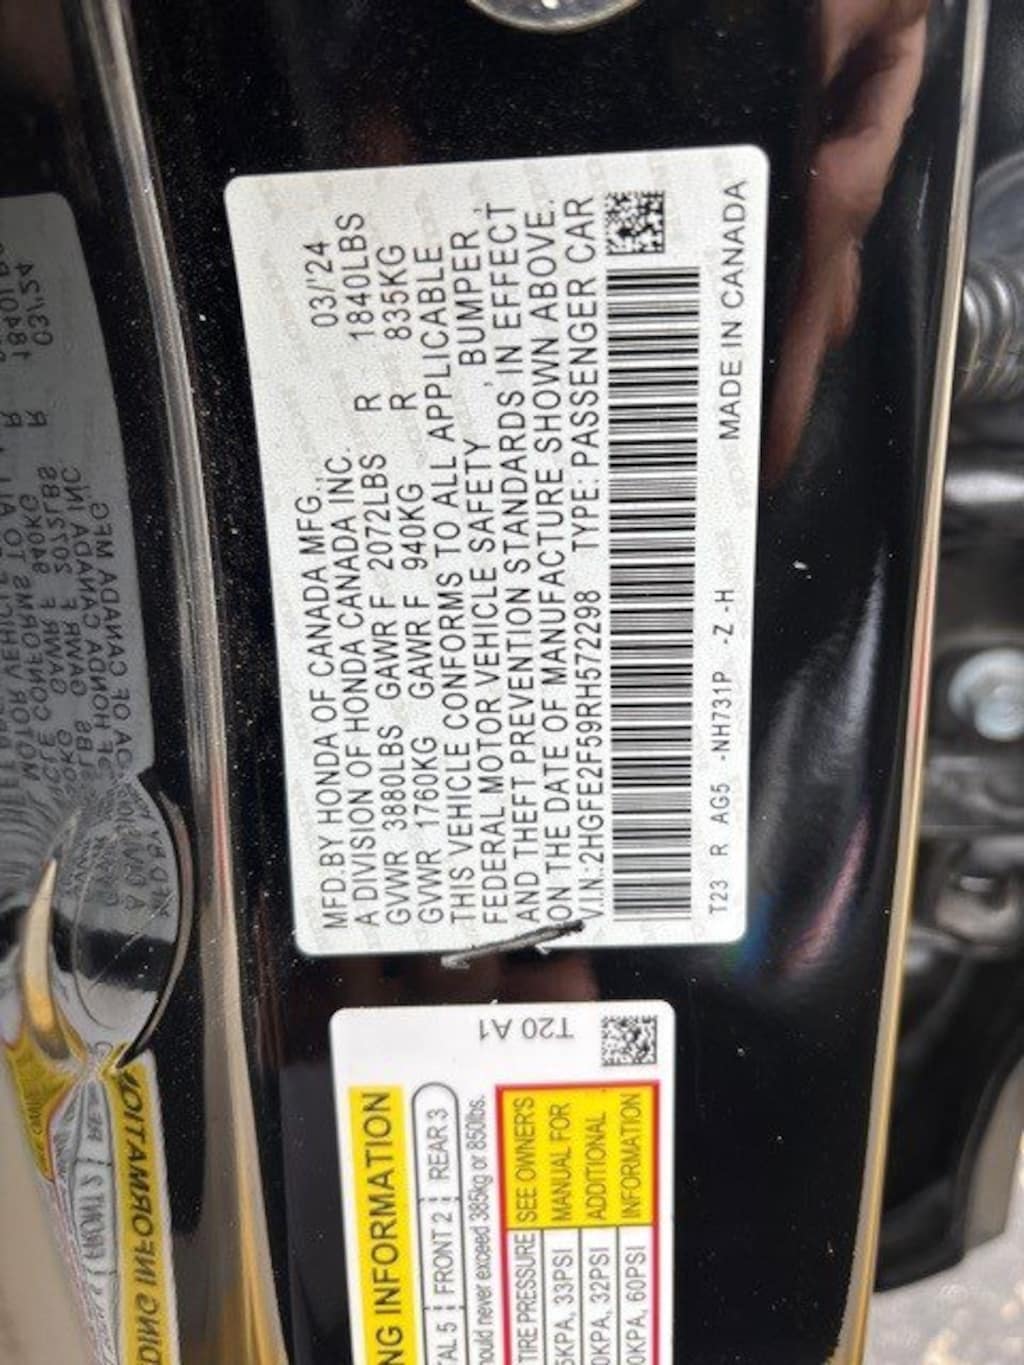 MFD.BY HONDA OF CANADA MFG., 03/'24
A DIVISION OF HONDA CANADA INC.
GVWR 3880LBS GAWR F 2072LBS R 1840LBS
GVWR 1760KG GAWR F 940KG R 835KG
THIS VEHICLE CONFORMS TO ALL APPLICABLE
FEDERAL MOTOR VEHICLE SAFETY , BUMPER ,
AND THEFT PREVENTION STANDARDS IN EFFECT
ON THE DATE OF MANUFACTURE SHOWN ABOVE.
V.I.N.:2HGFE2F59RH572298 TYPE: PASSENGER CAR
T23 R AG5 -NH731P -Z -H MADE IN CANADA
T20 A1
NG INFORMATION
TAL 5 FRONT 2 REAR 3
hould never exceed 385kg or 850lbs.
TIRE PRESSURE SEE OWNER'S
5KPA, 33PSI MANUAL FOR
0KPA, 32PSI ADDITIONAL
0KPA, 60PSI INFORMATION